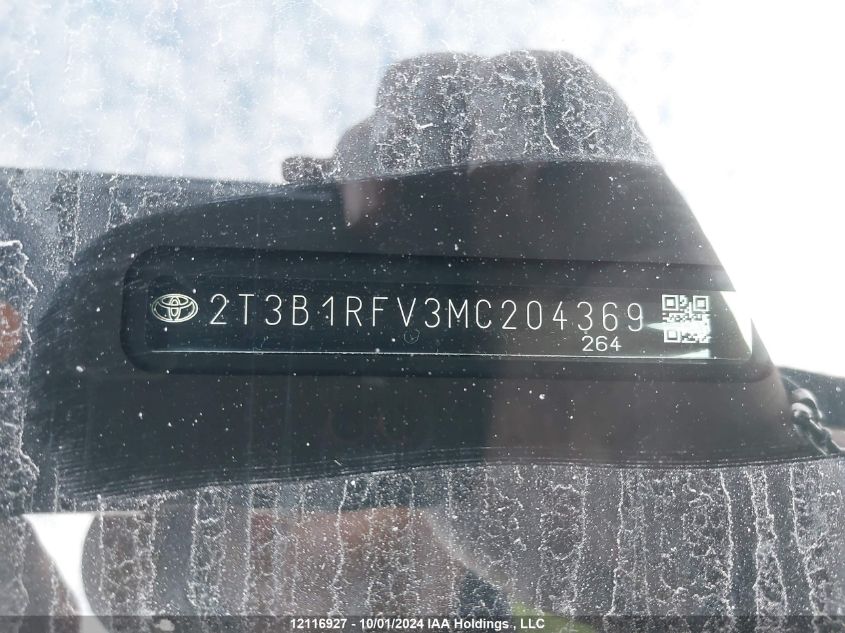 2T3B1RFV3MC204369
264
12116927 - 10/01/2024 IAA Holdings, LLC